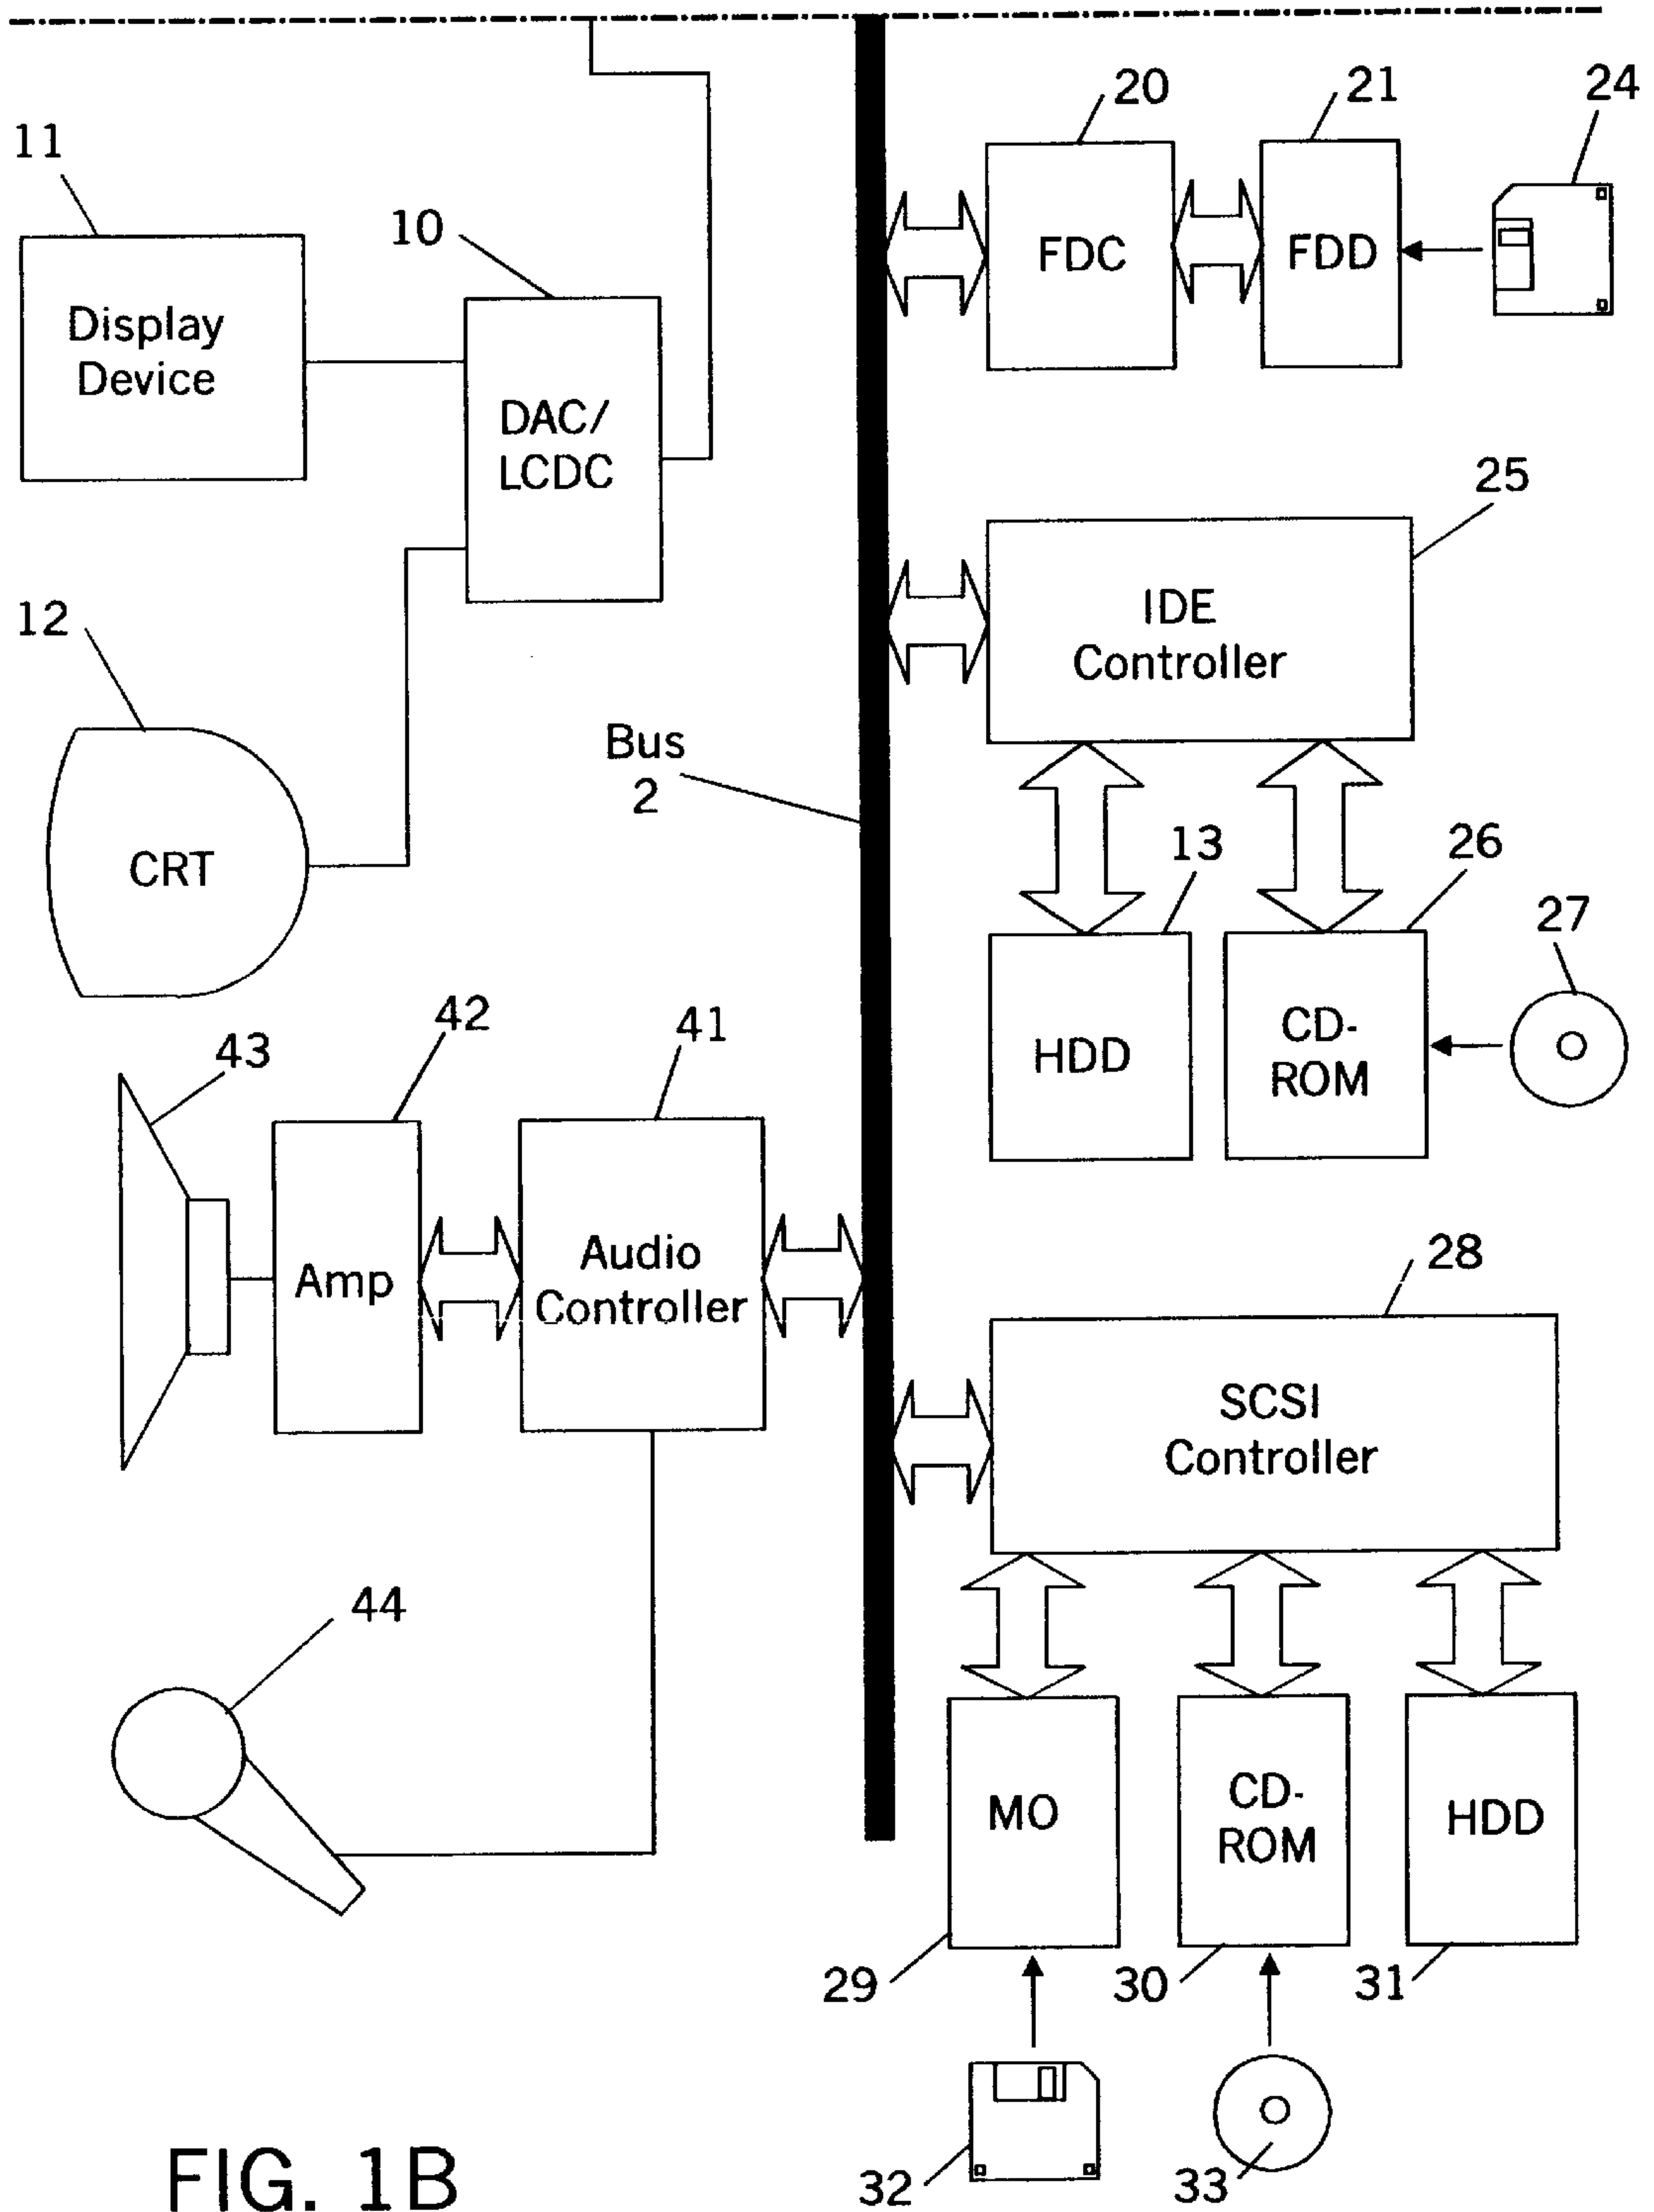 20
21
24
11
10
FDC
FDD
Display
Device
DAC/
LCDC
25
IDE
Controller
12
Bus
2
13
26
27
CRT
HDD
CD-
ROM
43
42
41
Amp
Audio
Controller
28
SCSI
Controller
44
MO
CD-
ROM
HDD
29
30
31
32
33
FIG. 1B